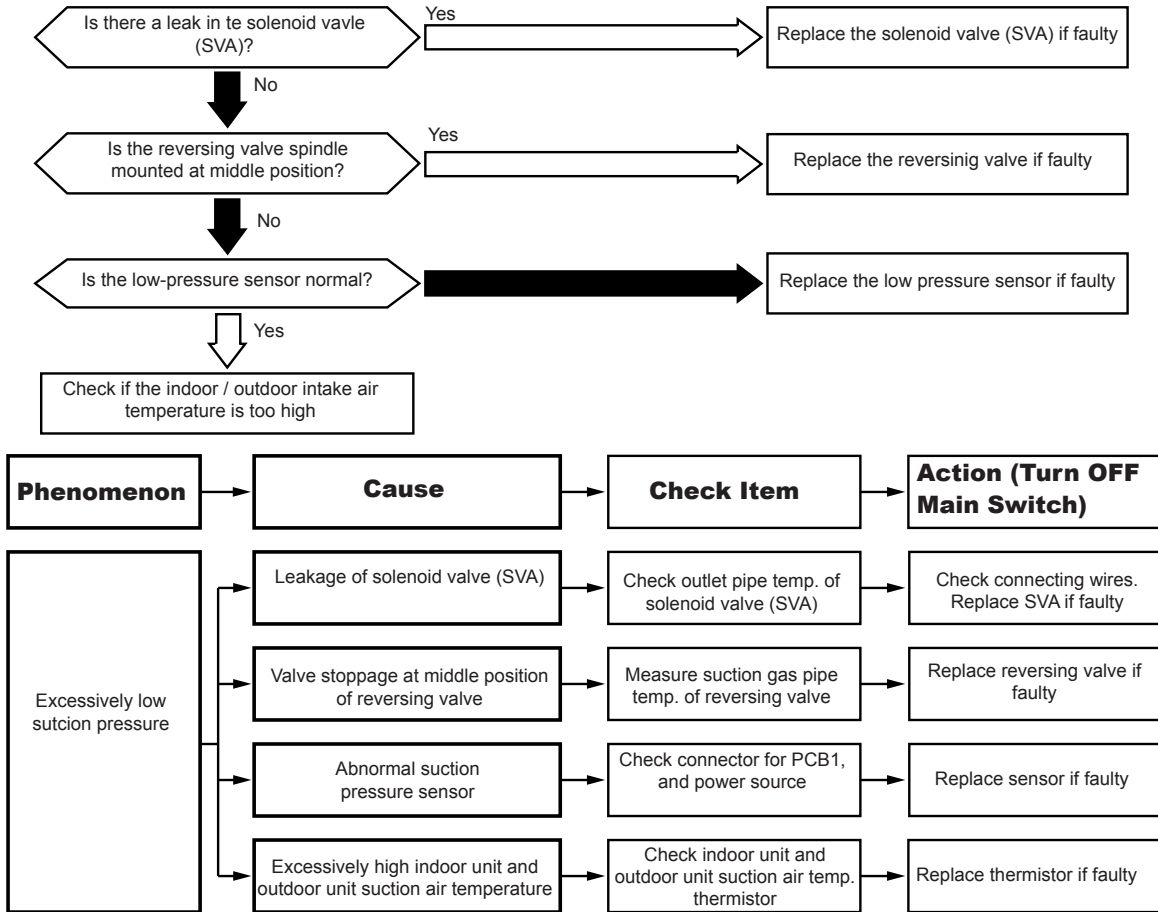 Is there a leak in te solenoid vavle
(SVA)?
Yes
Replace the solenoid valve (SVA) if faulty
No
Is the reversing valve spindle
mounted at middle position?
Yes
Replace the reversinig valve if faulty
No
Is the low-pressure sensor normal?
Replace the low pressure sensor if faulty
Yes
Check if the indoor / outdoor intake air
temperature is too high
Phenomenon
Cause
Check Item
Action (Turn OFF
Main Switch)
Excessively low
sutcion pressure
Leakage of solenoid valve (SVA)
Check outlet pipe temp. of
solenoid valve (SVA)
Check connecting wires.
Replace SVA if faulty
Valve stoppage at middle position
of reversing valve
Measure suction gas pipe
temp. of reversing valve
Replace reversing valve if
faulty
Abnormal suction
pressure sensor
Check connector for PCB1,
and power source
Replace sensor if faulty
Excessively high indoor unit and
outdoor unit suction air temperature
Check indoor unit and
outdoor unit suction air temp.
thermistor
Replace thermistor if faulty